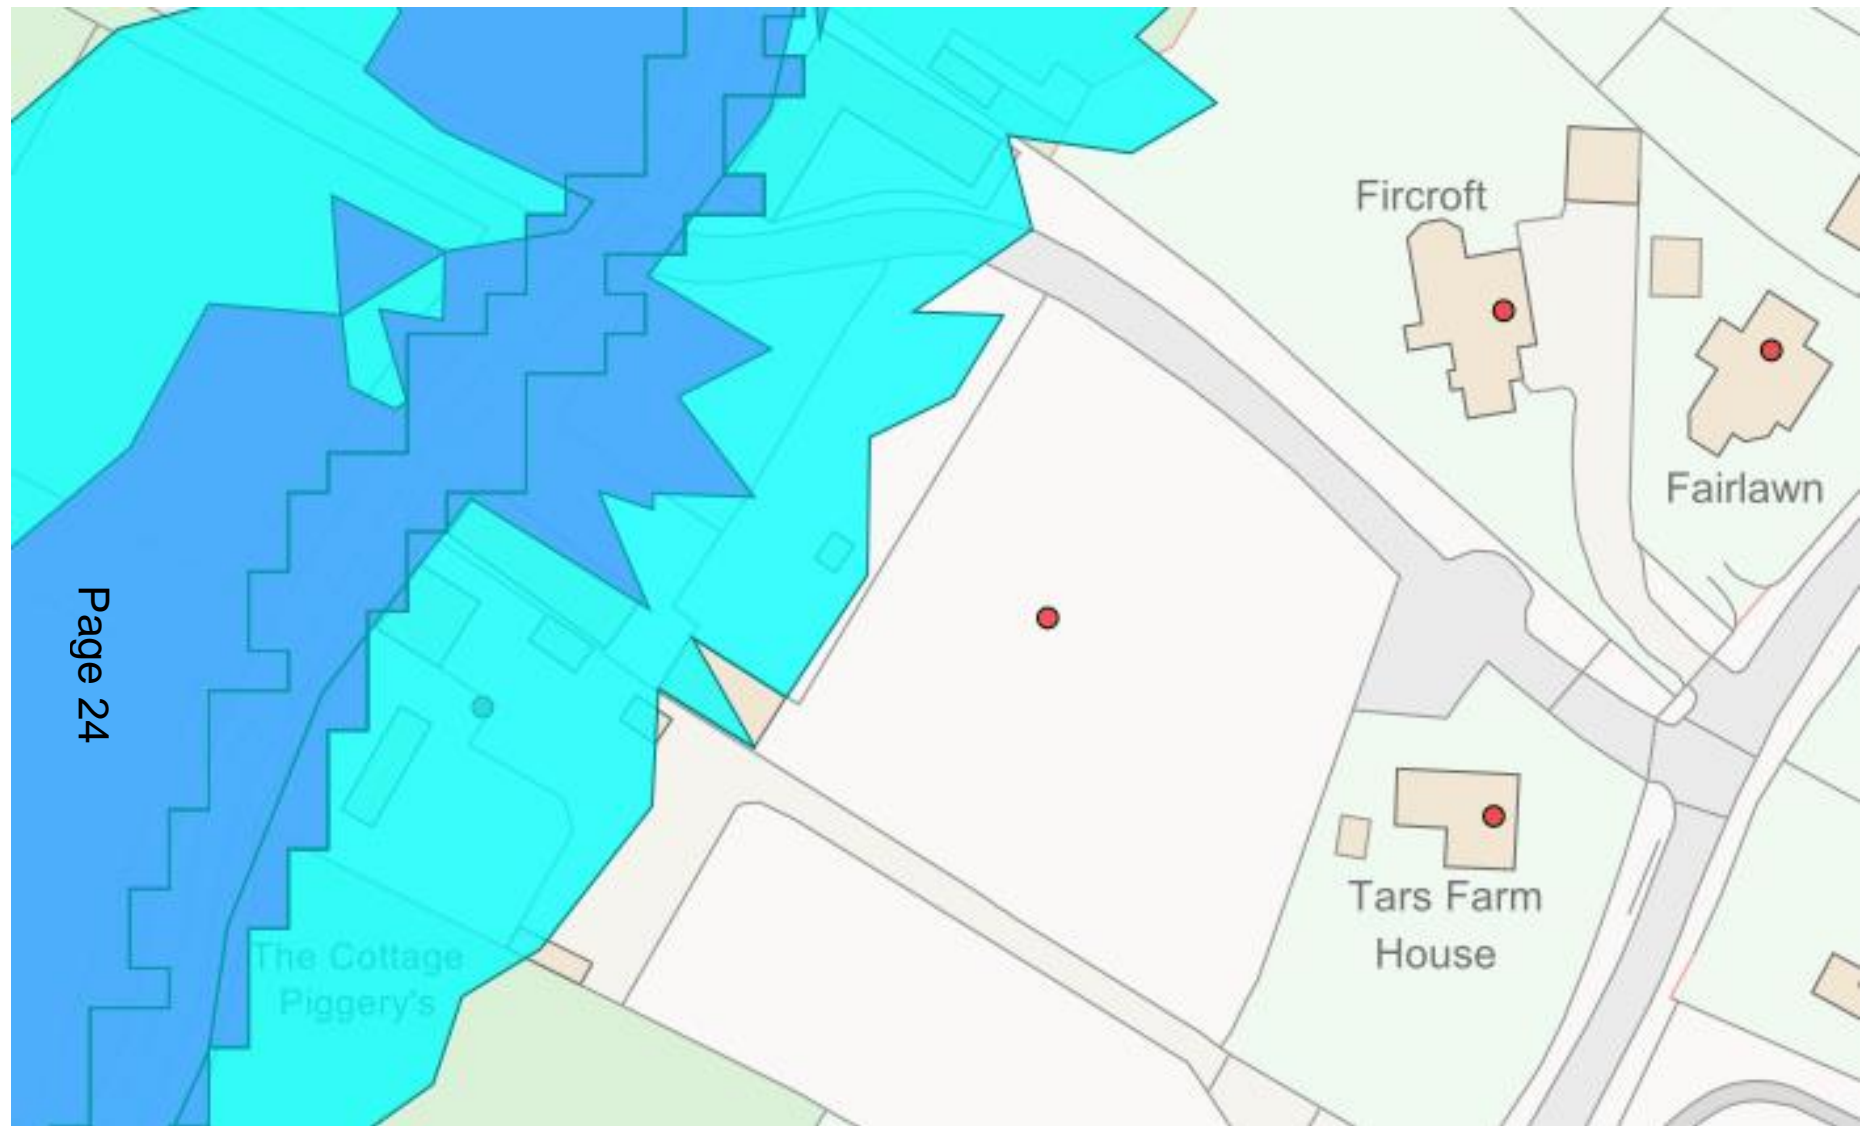 Fircroft
Fairlawn
Page 24
Tars Farm
House
The Cottage
Piggery's